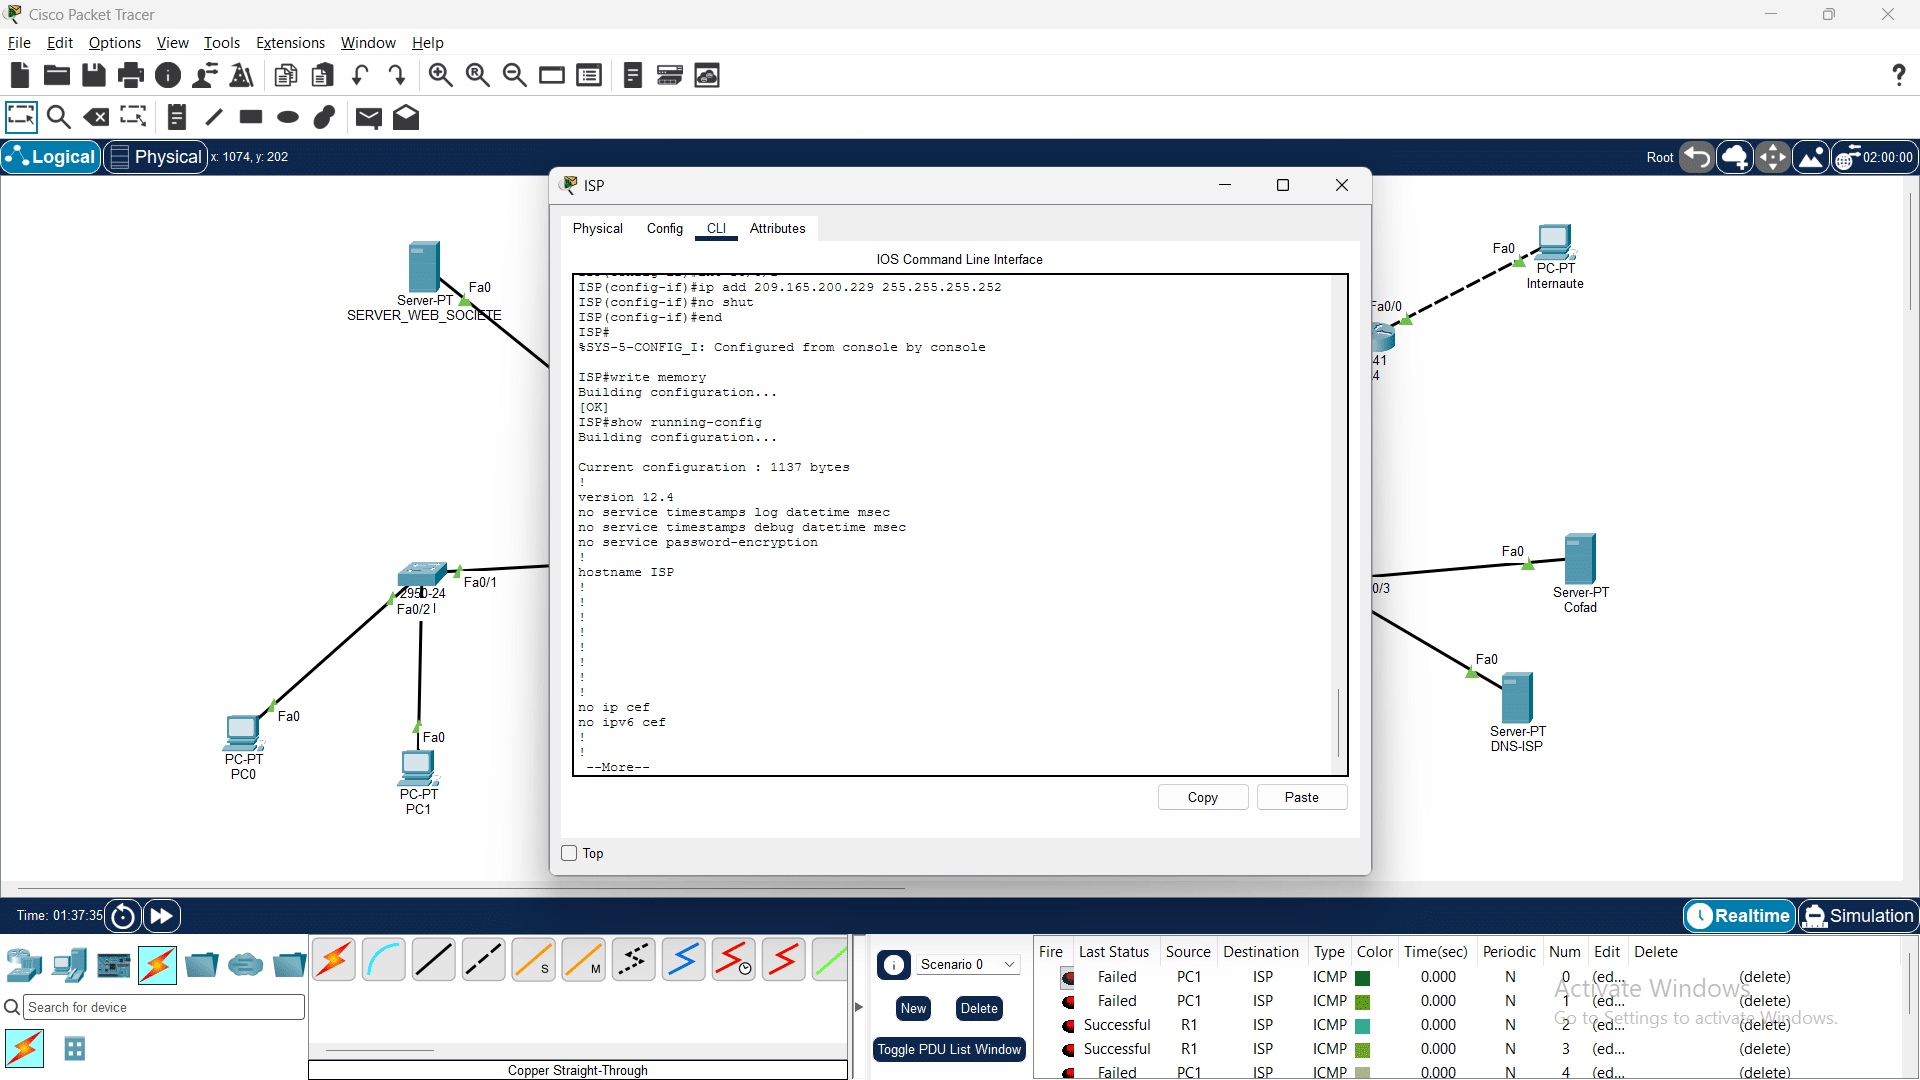 Cisco Packet Tracer
File Edit Options View Tools Extensions Window Help
Logical Physical x: 1074, y: 202
Root 02:00:00
ISP
Physical Config CLI Attributes
IOS Command Line Interface
ISP(config-if)#ip add 209.165.200.229 255.255.255.252
ISP(config-if)#no shut
ISP(config-if)#end
ISP#
%SYS-5-CONFIG_I: Configured from console by console
ISP#write memory
Building configuration...
[OK]
ISP#show running-config
Building configuration...
Current configuration : 1137 bytes
!
version 12.4
no service timestamps log datetime msec
no service timestamps debug datetime msec
no service password-encryption
!
hostname ISP
!
!
!
!
!
!
!
!
no ip cef
no ipv6 cef
!
!
--More--
Copy Paste
Top
Fa0
Server-PT
SERVER_WEB_SOCIETE
Fa0/1
2950-24
Fa0/2
Fa0
PC-PT
PC0
Fa0
PC-PT
PC1
Fa0
PC-PT
Internaute
Fa0/0
41
4
Fa0
0/3
Server-PT
Cofad
Fa0
Server-PT
DNS-ISP
Time: 01:37:35
Realtime Simulation
Search for device
S M
Copper Straight-Through
Scenario 0
New Delete
Toggle PDU List Window
Fire Last Status Source Destination Type Color Time(sec) Periodic Num Edit Delete
Failed PC1 ISP ICMP 0.000 N 0 (ed... (delete)
Failed PC1 ISP ICMP 0.000 N 1 (ed... (delete)
Successful R1 ISP ICMP 0.000 N 2 (ed... (delete)
Successful R1 ISP ICMP 0.000 N 3 (ed... (delete)
Failed PC1 ISP ICMP 0.000 N 4 (ed... (delete)
Activate Windows
Go to Settings to activate Windows.